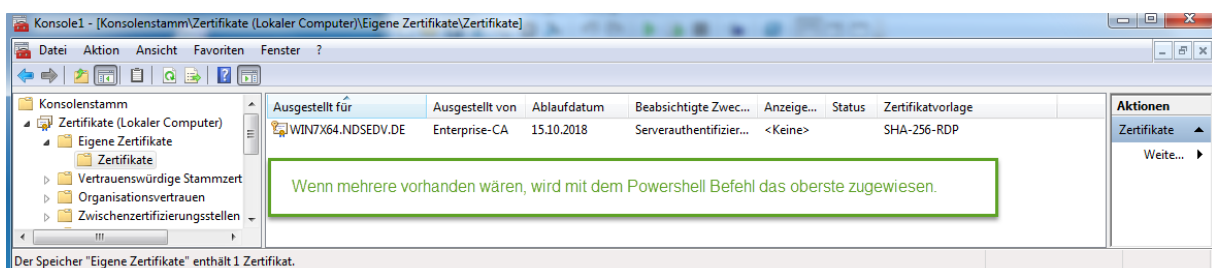 Konsole1 - [Konsolenstamm\Zertifikate (Lokaler Computer)\Eigene Zertifikate\Zertifikate]
Datei Aktion Ansicht Favoriten Fenster ?
Konsolenstamm
Zertifikate (Lokaler Computer)
Eigene Zertifikate
Zertifikate
Vertrauenswürdige Stammzert
Organisationsvertrauen
Zwischenzertifizierungsstellen
Ausgestellt für Ausgestellt von Ablaufdatum Beabsichtigte Zwec... Anzeige... Status Zertifikatvorlage
WIN7X64.NDSEDV.DE Enterprise-CA 15.10.2018 Serverauthentifizier... <Keine> SHA-256-RDP
Wenn mehrere vorhanden wären, wird mit dem Powershell Befehl das oberste zugewiesen.
Aktionen
Zertifikate
Weite...
Der Speicher "Eigene Zertifikate" enthält 1 Zertifikat.